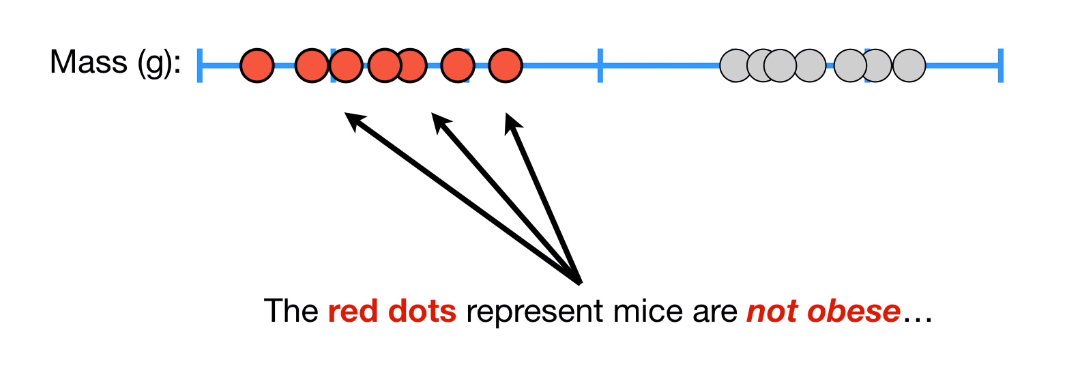 Mass (g):
The red dots represent mice are not obese…